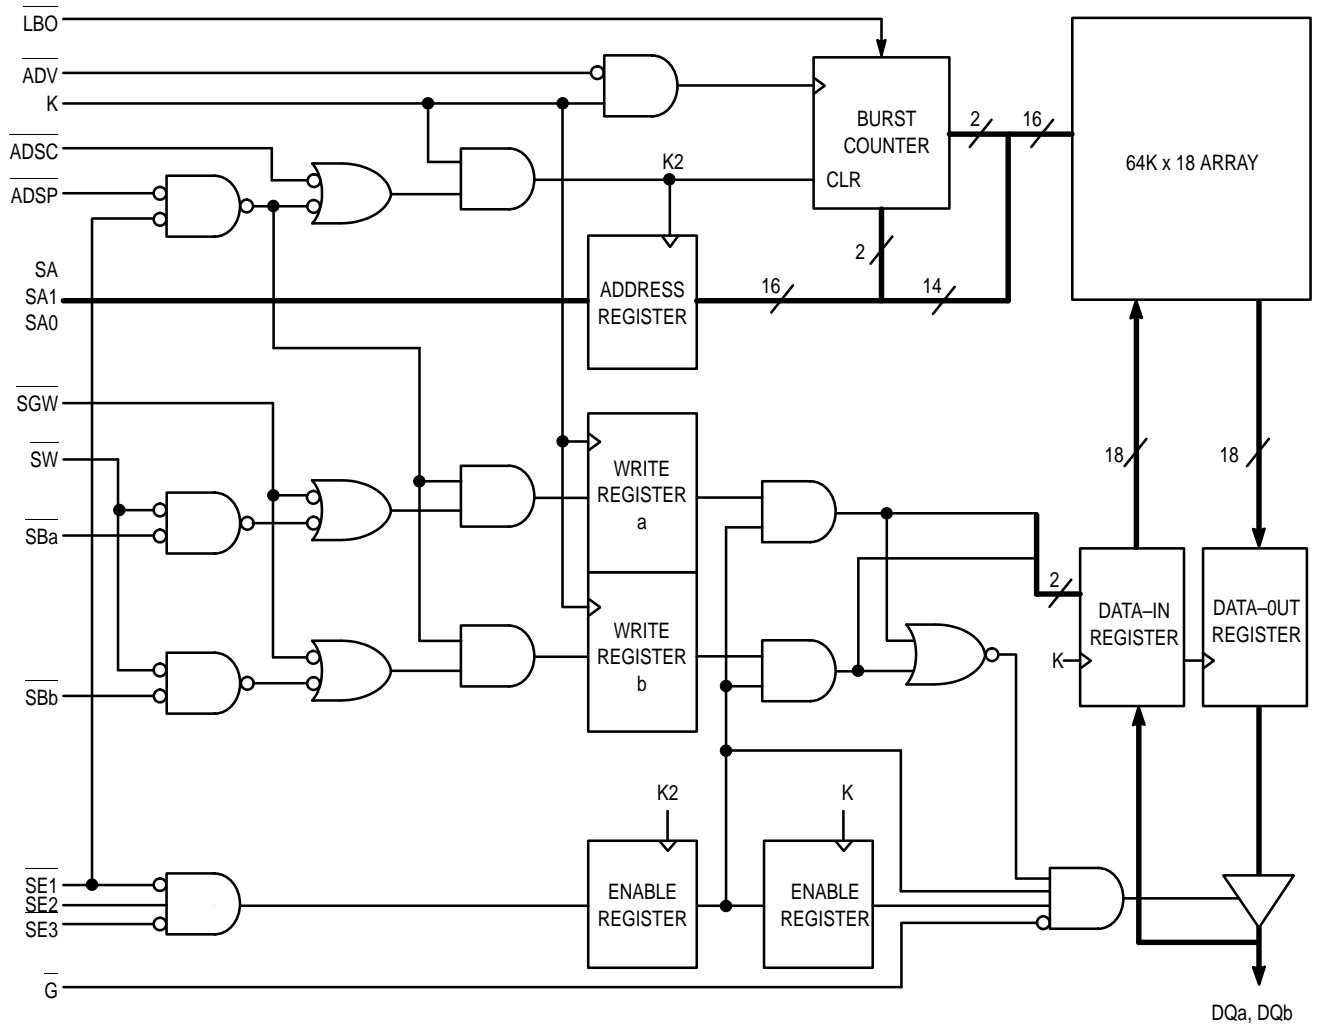 LBO
ADV
K
ADSC
ADSP
K2
BURST
COUNTER
CLR
2
16
64K x 18 ARRAY
SA
SA1
SA0
ADDRESS
REGISTER
16
2
14
SGW
SW
SBa
SBb
WRITE
REGISTER
a
WRITE
REGISTER
b
18
18
2
DATA–IN
REGISTER
K
DATA–0UT
REGISTER
K2
K
SE1
SE2
SE3
ENABLE
REGISTER
ENABLE
REGISTER
G
DQa, DQb